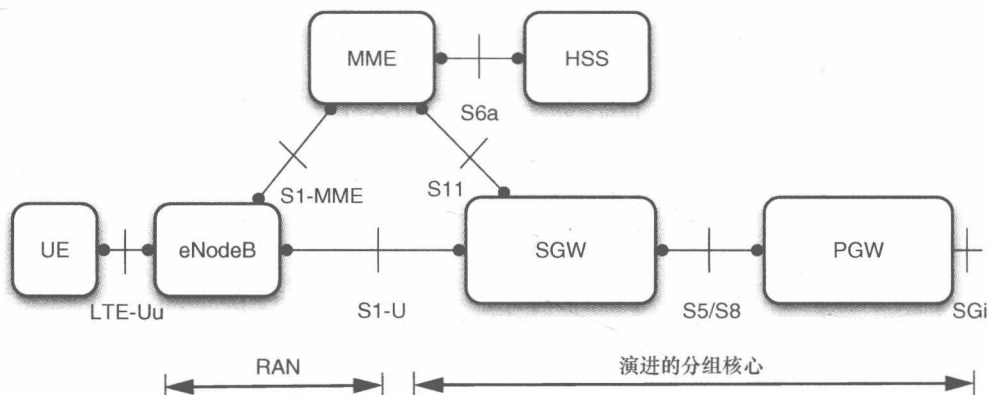 MME
HSS
S6a
S1-MME
S11
UE
eNodeB
SGW
PGW
LTE-Uu
S1-U
S5/S8
SGi
RAN
演进的分组核心